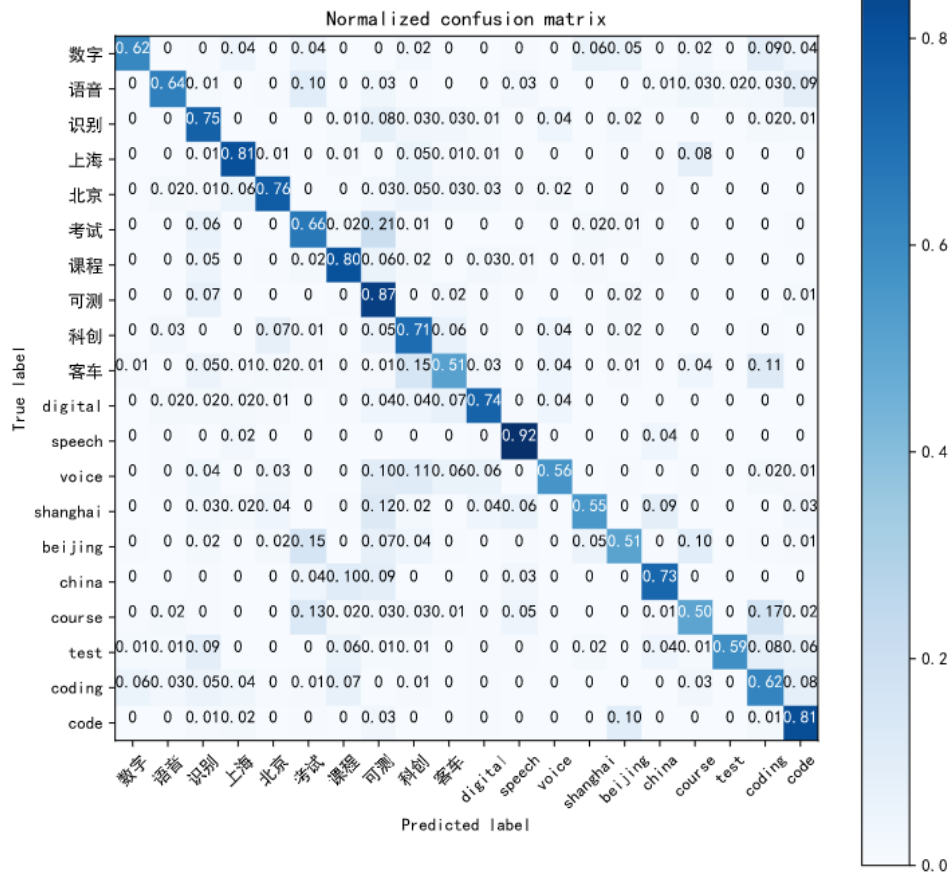 Normalized confusion matrix
数字 0.62 0 0 0.04 0 0.04 0 0 0.02 0 0 0 0 0.06 0.05 0 0.02 0 0.09 0.04
语音 0 0.64 0.01 0 0 0.10 0 0.03 0 0 0 0.03 0 0 0 0.01 0.03 0.02 0.03 0.09
识别 0 0 0.75 0 0 0 0.01 0.08 0.03 0.03 0.01 0 0.04 0 0.02 0 0 0 0.02 0.01
上海 0 0 0.01 0.81 0.01 0 0.01 0 0.05 0.01 0.01 0 0 0 0 0 0.08 0 0 0
北京 0 0.02 0.01 0.06 0.76 0 0 0.03 0.05 0.03 0.03 0 0.02 0 0 0 0 0 0 0
考试 0 0 0.06 0 0 0.66 0.02 0.21 0.01 0 0 0 0 0.02 0.01 0 0 0 0 0
课程 0 0 0.05 0 0 0.02 0.80 0.06 0.02 0 0.03 0.01 0 0.01 0 0 0 0 0 0
可测 0 0 0.07 0 0 0 0 0.87 0 0.02 0 0 0 0 0.02 0 0 0 0 0.01
科创 0 0.03 0 0 0.07 0.01 0 0.05 0.71 0.06 0 0 0.04 0 0.02 0 0 0 0 0
客车 0.01 0 0.05 0.01 0.02 0.01 0 0.01 0.15 0.51 0.03 0 0.04 0 0.01 0 0.04 0 0.11 0
digital 0 0.02 0.02 0.02 0.01 0 0 0.04 0.04 0.07 0.74 0 0.04 0 0 0 0 0 0 0
speech 0 0 0 0.02 0 0 0 0 0 0 0 0.92 0 0 0 0.04 0 0 0 0
voice 0 0 0.04 0 0.03 0 0 0.10 0.11 0.06 0.06 0 0.56 0 0 0 0 0 0.02 0.01
shanghai 0 0 0.03 0.02 0.04 0 0 0.12 0.02 0 0.04 0.06 0 0.55 0 0.09 0 0 0 0.03
beijing 0 0 0.02 0 0.02 0.15 0 0.07 0.04 0 0 0 0 0.05 0.51 0 0.10 0 0 0.01
china 0 0 0 0 0 0.04 0.10 0.09 0 0 0 0.03 0 0 0 0.73 0 0 0 0
course 0 0.02 0 0 0 0.13 0.02 0.03 0.03 0.01 0 0.05 0 0 0 0.01 0.50 0 0.17 0.02
test 0.01 0.01 0.09 0 0 0 0.06 0.01 0.01 0 0 0 0 0.02 0 0.04 0.01 0.59 0.08 0.06
coding 0.06 0.03 0.05 0.04 0 0.01 0.07 0 0.01 0 0 0 0 0 0 0 0.03 0 0.62 0.08
code 0 0 0.01 0.02 0 0 0 0.03 0 0 0 0 0 0 0.10 0 0 0 0.01 0.81
True label
数字 语音 识别 上海 北京 考试 课程 可测 科创 客车 digital speech voice shanghai beijing china course test coding code
Predicted label
0.8
0.6
0.4
0.2
0.0